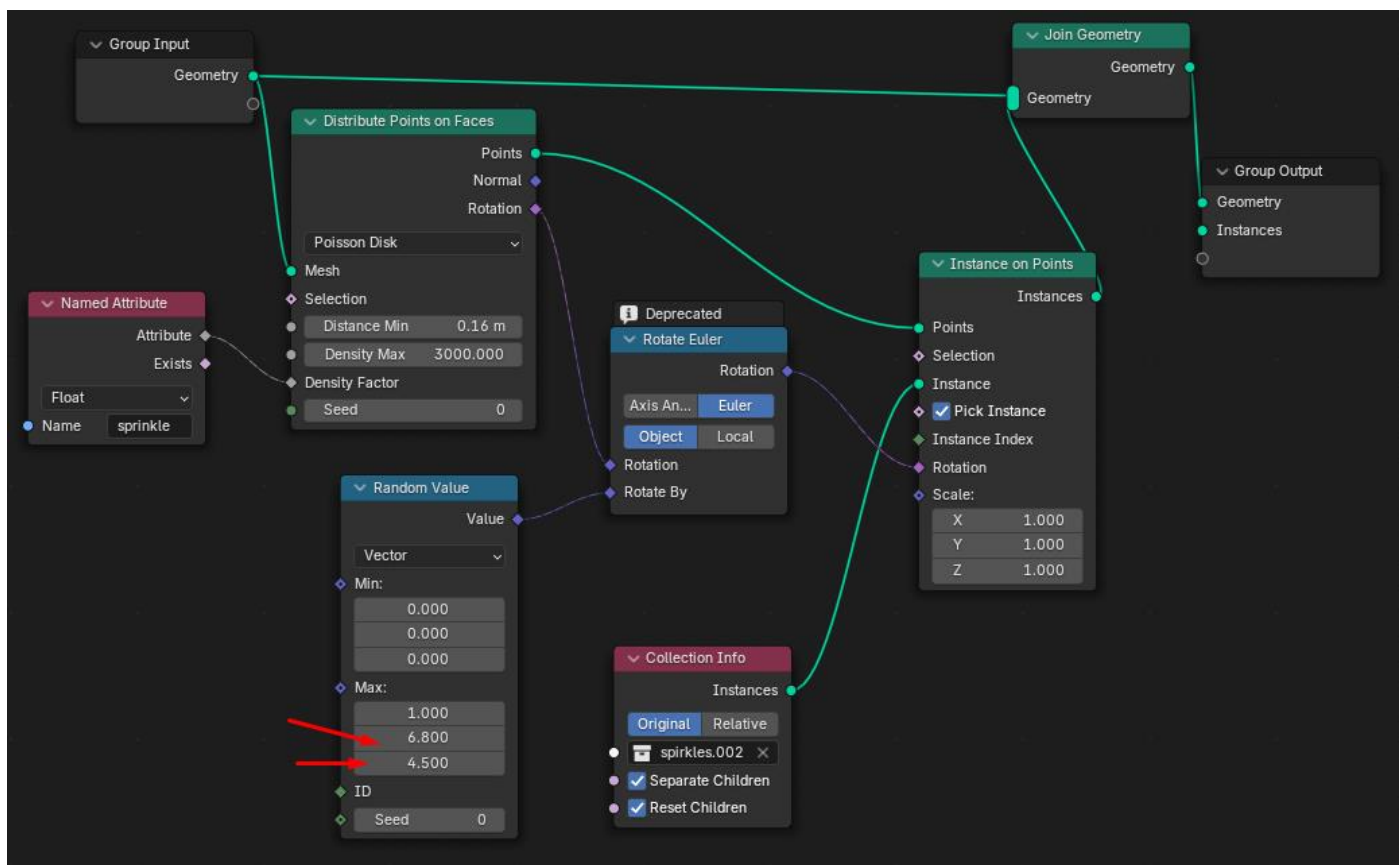 Group Input
Geometry
Distribute Points on Faces
Points
Normal
Rotation
Poisson Disk
Mesh
Selection
Distance Min 0.16 m
Density Max 3000.000
Density Factor
Seed 0
Named Attribute
Attribute
Exists
Float
Name sprinkle
Random Value
Value
Vector
Min:
0.000
0.000
0.000
Max:
1.000
6.800
4.500
ID
Seed 0
Deprecated
Rotate Euler
Rotation
Axis An... Euler
Object Local
Rotation
Rotate By
Collection Info
Instances
Original Relative
spirkles.002
Separate Children
Reset Children
Instance on Points
Instances
Points
Selection
Instance
Pick Instance
Instance Index
Rotation
Scale:
X 1.000
Y 1.000
Z 1.000
Join Geometry
Geometry
Geometry
Group Output
Geometry
Instances